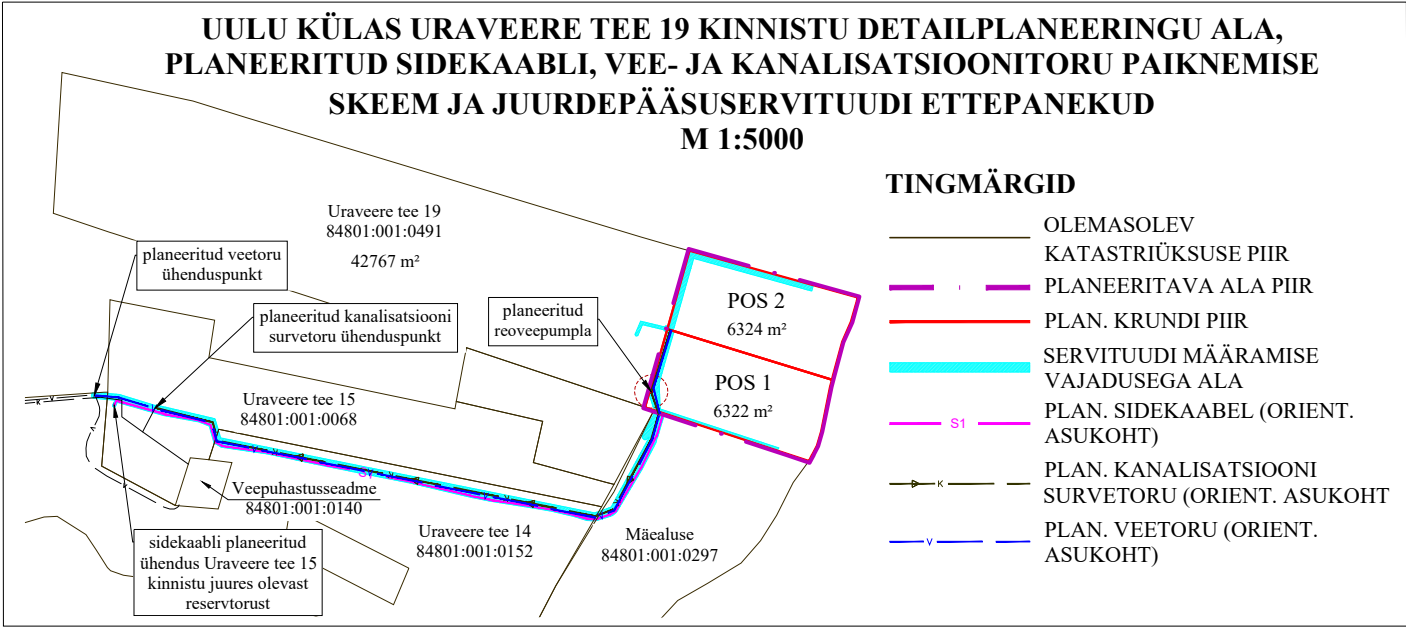 UULU KÜLAS URAVEERE TEE 19 KINNISTU DETAILPLANEERINGU ALA,
PLANEERITUD SIDEKAABLI, VEE- JA KANALISATSIOONITORU PAIKNEMISE
SKEEM JA JUURDEPÄÄSUSERVITUUDI ETTEPANEKUD
M 1:5000
Uraveere tee 19
84801:001:0491
42767 m²
planeeritud veetoru
ühenduspunkt
planeeritud kanalisatsiooni
survetoru ühenduspunkt
planeeritud
reoveepumpla
POS 2
6324 m²
POS 1
6322 m²
Uraveere tee 15
84801:001:0068
Veepuhastusseadme
84801:001:0140
Uraveere tee 14
84801:001:0152
Mäealuse
84801:001:0297
sidekaabli planeeritud
ühendus Uraveere tee 15
kinnistu juures olevast
reservtorust
TINGMÄRGID
OLEMASOLEV
KATASTRIÜKSUSE PIIR
PLANEERITAVA ALA PIIR
PLAN. KRUNDI PIIR
SERVITUUDI MÄÄRAMISE
VAJADUSEGA ALA
S1
PLAN. SIDEKAABEL (ORIENT.
ASUKOHT)
K
PLAN. KANALISATSIOONI
SURVETORU (ORIENT. ASUKOHT
V
PLAN. VEETORU (ORIENT.
ASUKOHT)